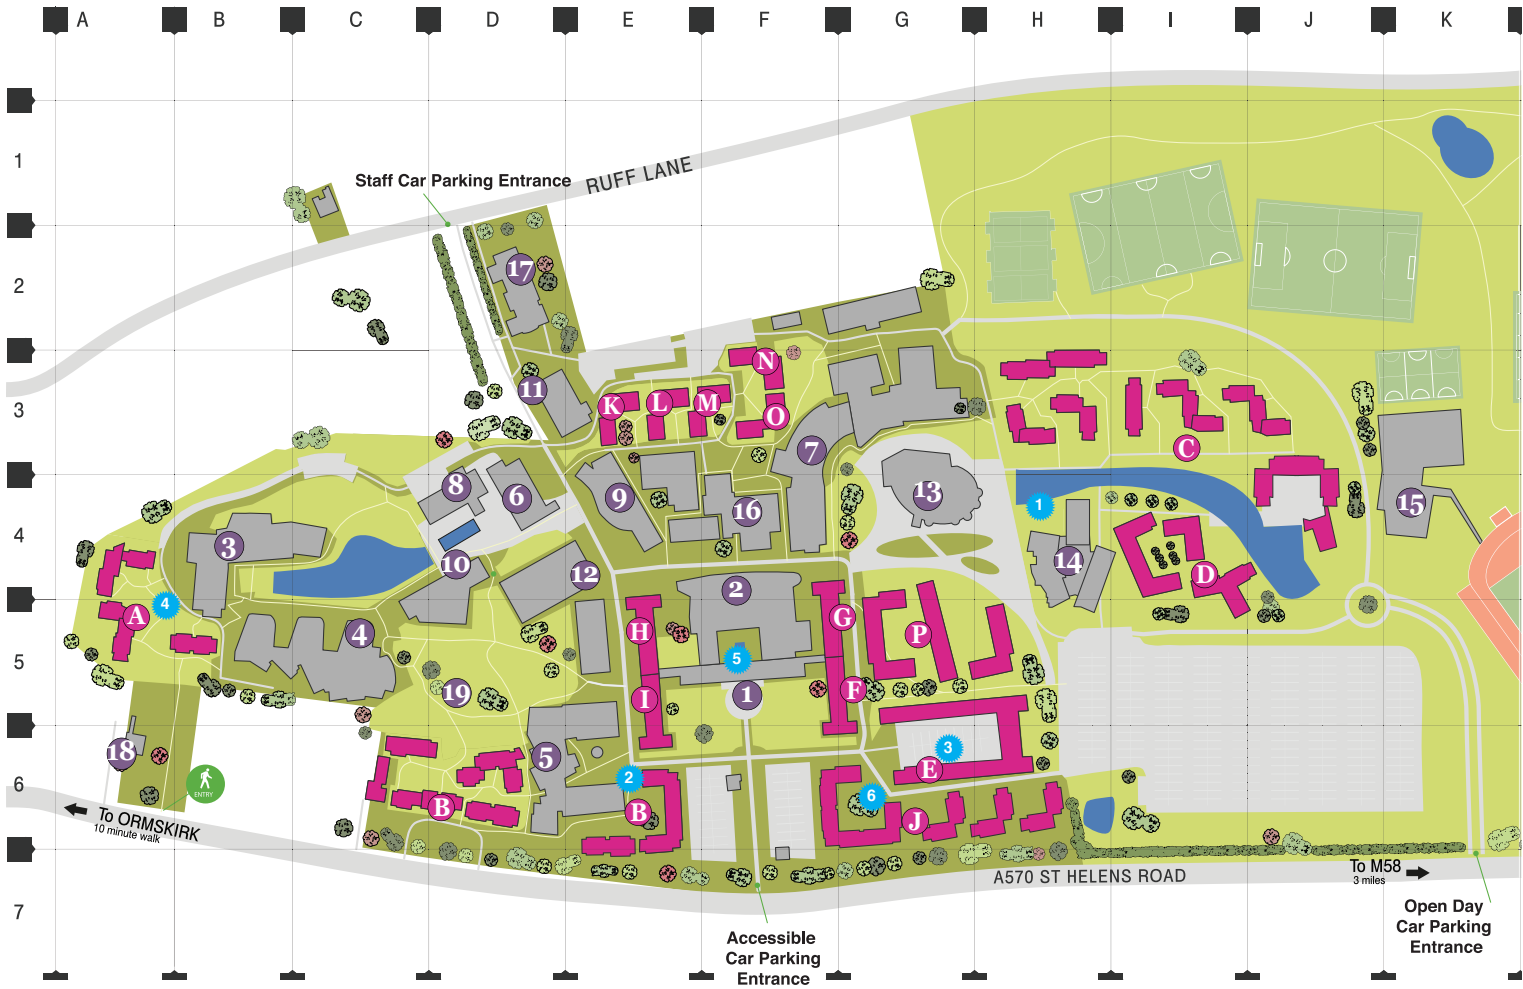 A B C D E F G H I J K
1
RUFF LANE
Staff Car Parking Entrance
2
17
3
N
11
K
L
M
O
7
C
8
6
9
16
13
1
15
4
3
10
12
14
D
2
4
A
H
G
P
4
5
5
19
I
1
F
18
5
3
E
6
ENTRY
2
6
B
B
J
To ORMSKIRK
10 minute walk
To M58
3 miles
A570 ST HELENS ROAD
7
Open Day
Car Parking
Entrance
Accessible
Car Parking
Entrance